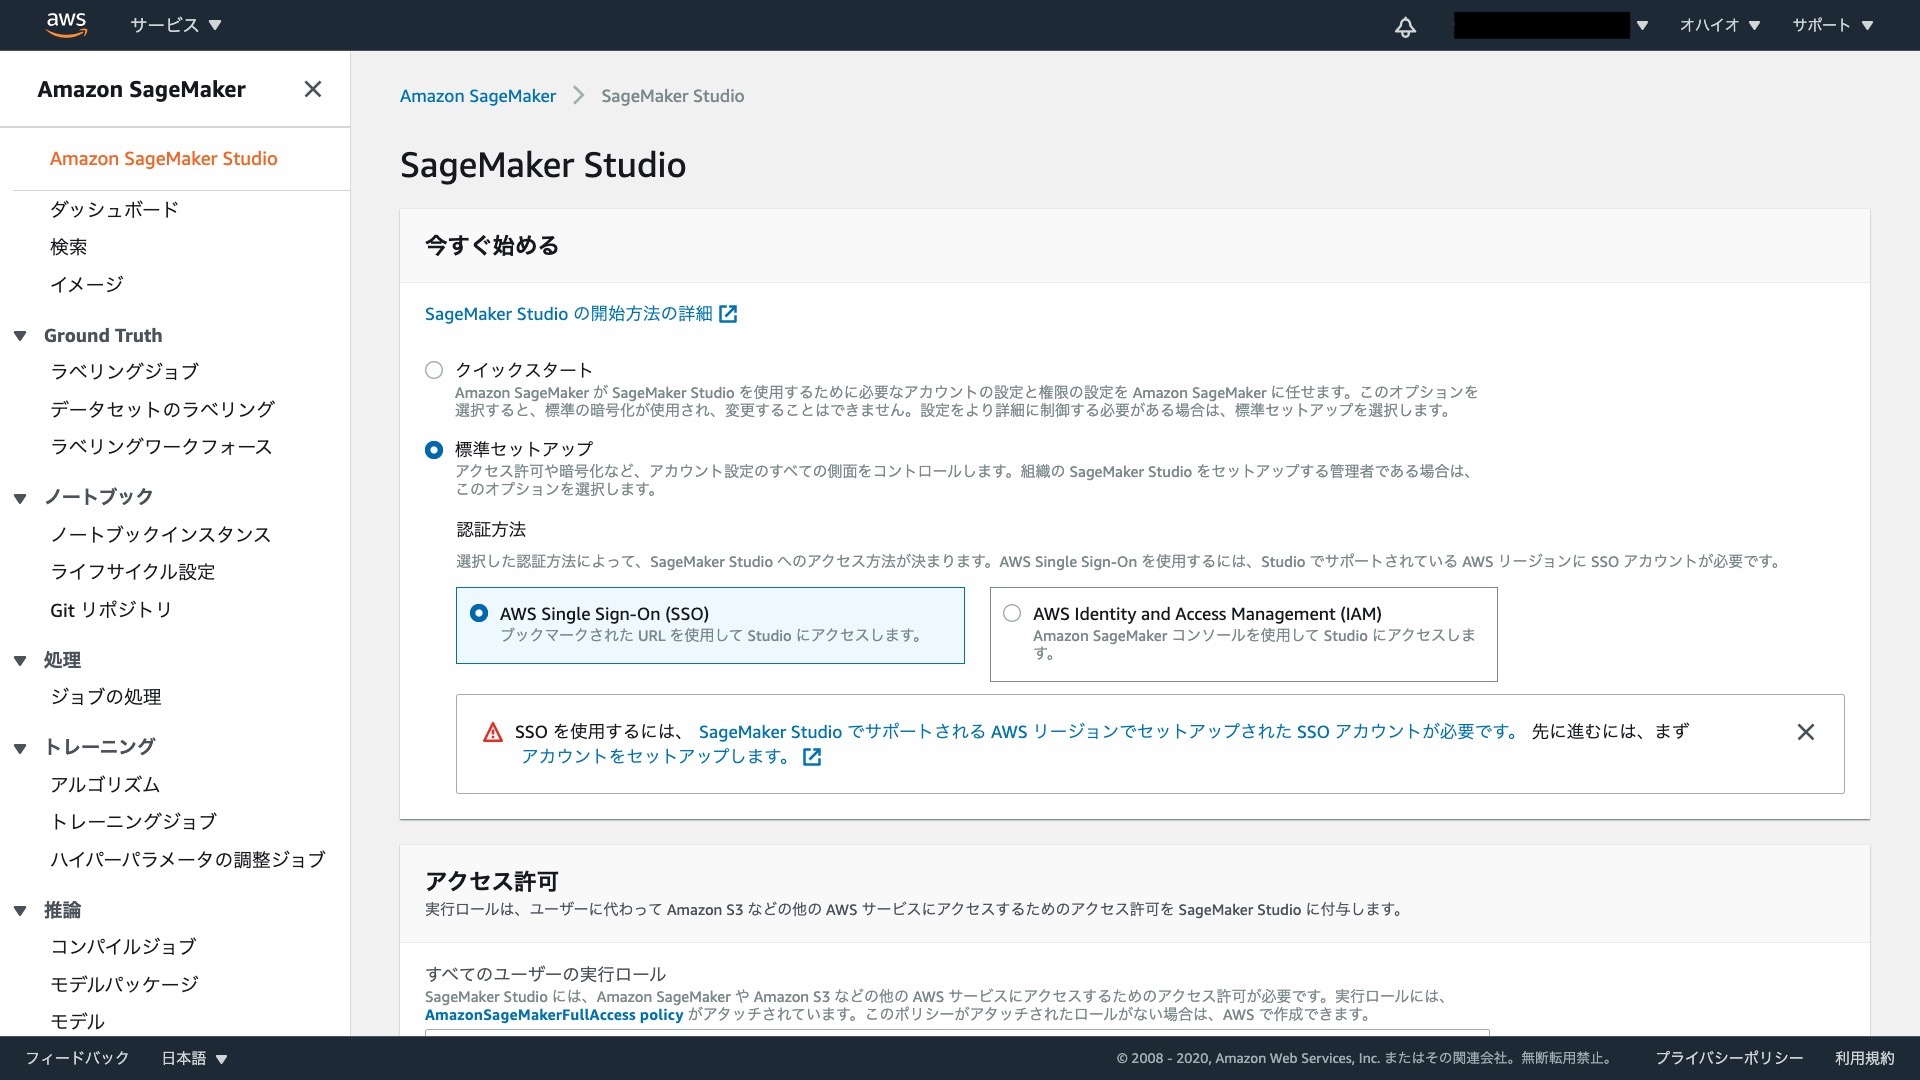 aws
サービス
オハイオ
サポート
Amazon SageMaker
Amazon SageMaker Studio
ダッシュボード
検索
イメージ
Ground Truth
ラベリングジョブ
データセットのラベリング
ラベリングワークフォース
ノートブック
ノートブックインスタンス
ライフサイクル設定
Git リポジトリ
処理
ジョブの処理
トレーニング
アルゴリズム
トレーニングジョブ
ハイパーパラメータの調整ジョブ
推論
コンパイルジョブ
モデルパッケージ
モデル
Amazon SageMaker
SageMaker Studio
SageMaker Studio
今すぐ始める
SageMaker Studio の開始方法の詳細
クイックスタート
Amazon SageMaker が SageMaker Studio を使用するために必要なアカウントの設定と権限の設定を Amazon SageMaker に任せます。このオプションを
選択すると、標準の暗号化が使用され、変更することはできません。設定をより詳細に制御する必要がある場合は、標準セットアップを選択します。
標準セットアップ
アクセス許可や暗号化など、アカウント設定のすべての側面をコントロールします。組織の SageMaker Studio をセットアップする管理者である場合は、
このオプションを選択します。
認証方法
選択した認証方法によって、SageMaker Studio へのアクセス方法が決まります。AWS Single Sign-On を使用するには、Studio でサポートされている AWS リージョンに SSO アカウントが必要です。
AWS Single Sign-On (SSO)
ブックマークされた URL を使用して Studio にアクセスします。
AWS Identity and Access Management (IAM)
Amazon SageMaker コンソールを使用して Studio にアクセスしま
す。
SSO を使用するには、 SageMaker Studio でサポートされる AWS リージョンでセットアップされた SSO アカウントが必要です。 先に進むには、まず
アカウントをセットアップします。
アクセス許可
実行ロールは、ユーザーに代わって Amazon S3 などの他の AWS サービスにアクセスするためのアクセス許可を SageMaker Studio に付与します。
すべてのユーザーの実行ロール
SageMaker Studio には、Amazon SageMaker や Amazon S3 などの他の AWS サービスにアクセスするためのアクセス許可が必要です。実行ロールには、
AmazonSageMakerFullAccess policy がアタッチされています。このポリシーがアタッチされたロールがない場合は、AWS で作成できます。
フィードバック
日本語
© 2008 - 2020, Amazon Web Services, Inc. またはその関連会社。無断転用禁止。
プライバシーポリシー
利用規約